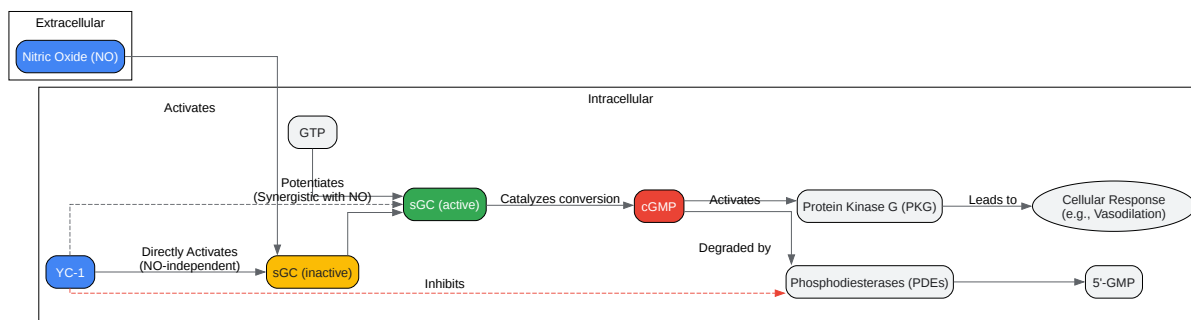 Extracellular
Nitric Oxide (NO)
Intracellular
Activates
GTP
Potentiates
(Synergistic with NO)
sGC (active)
Catalyzes conversion
cGMP
Activates
Protein Kinase G (PKG)
Leads to
Cellular Response
(e.g., Vasodilation)
Directly Activates
(NO-independent)
YC-1
sGC (inactive)
Degraded by
Inhibits
Phosphodiesterases (PDEs)
5'-GMP